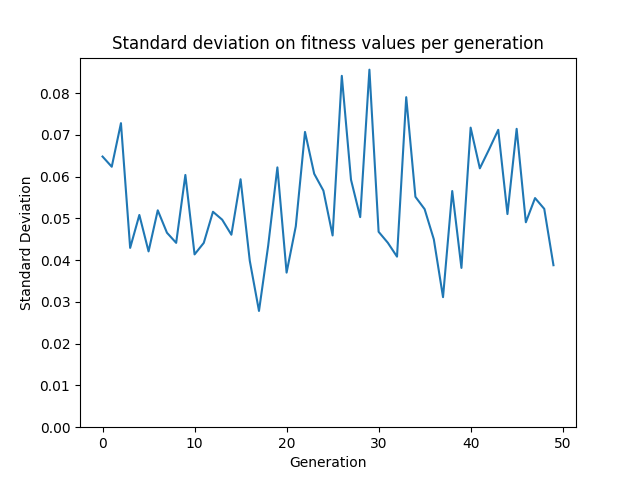 Standard deviation on fitness values per generation
Standard Deviation
0.08
0.07
0.06
0.05
0.04
0.03
0.02
0.01
0.00
0 10 20 30 40 50
Generation